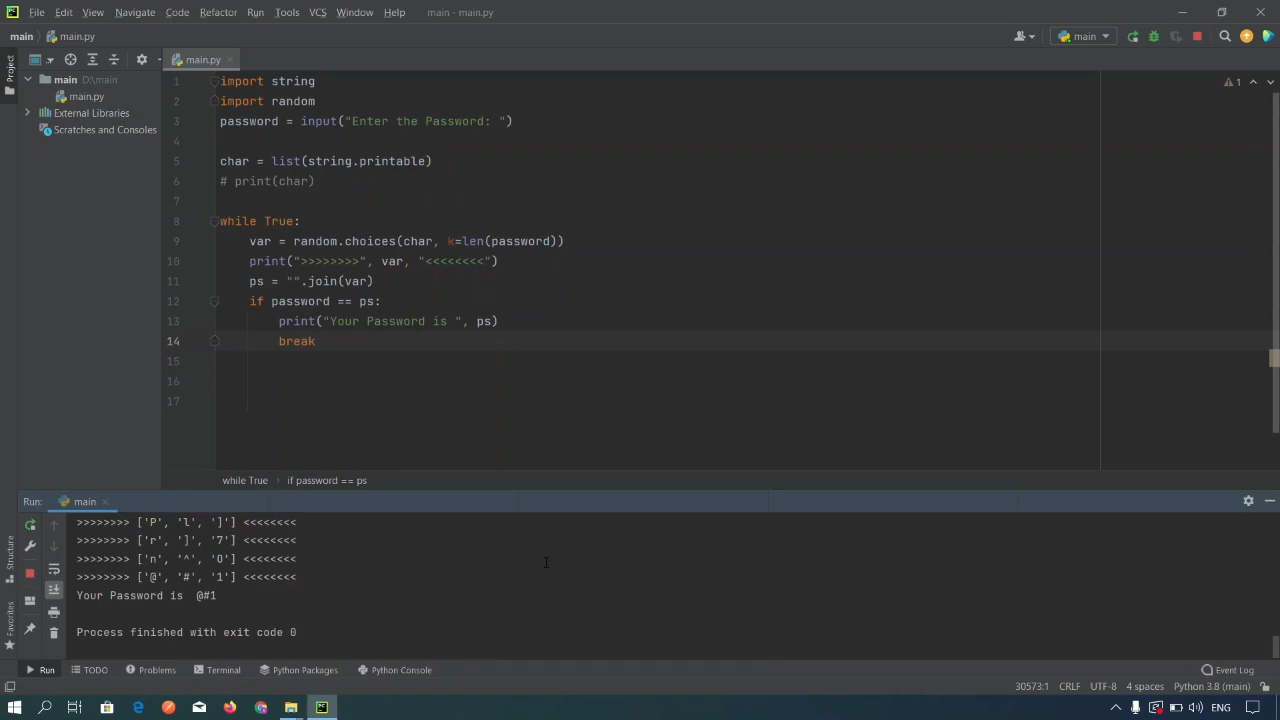 File Edit View Navigate Code Refactor Run Tools VCS Window Help main - main.py
main main.py main
main.py
Project
main D:\main
main.py
External Libraries
Scratches and Consoles
1 import string
2 import random
3 password = input("Enter the Password: ")
4
5 char = list(string.printable)
6 # print(char)
7
8 while True:
9 var = random.choices(char, k=len(password))
10 print(">>>>>>>>", var, "<<<<<<<<")
11 ps = "".join(var)
12 if password == ps:
13 print("Your Password is ", ps)
14 break
15
16
17
1
while True if password == ps
Run: main
>>>>>>>> ['P', 'l', ']'] <<<<<<<<
>>>>>>>> ['r', ']', '7'] <<<<<<<<
>>>>>>>> ['n', '^', '0'] <<<<<<<<
>>>>>>>> ['@', '#', '1'] <<<<<<<<
Your Password is  @#1
Process finished with exit code 0
Structure
Favorites
Run TODO Problems Terminal Python Packages Python Console Event Log
30573:1 CRLF UTF-8 4 spaces Python 3.8 (main)
ENG